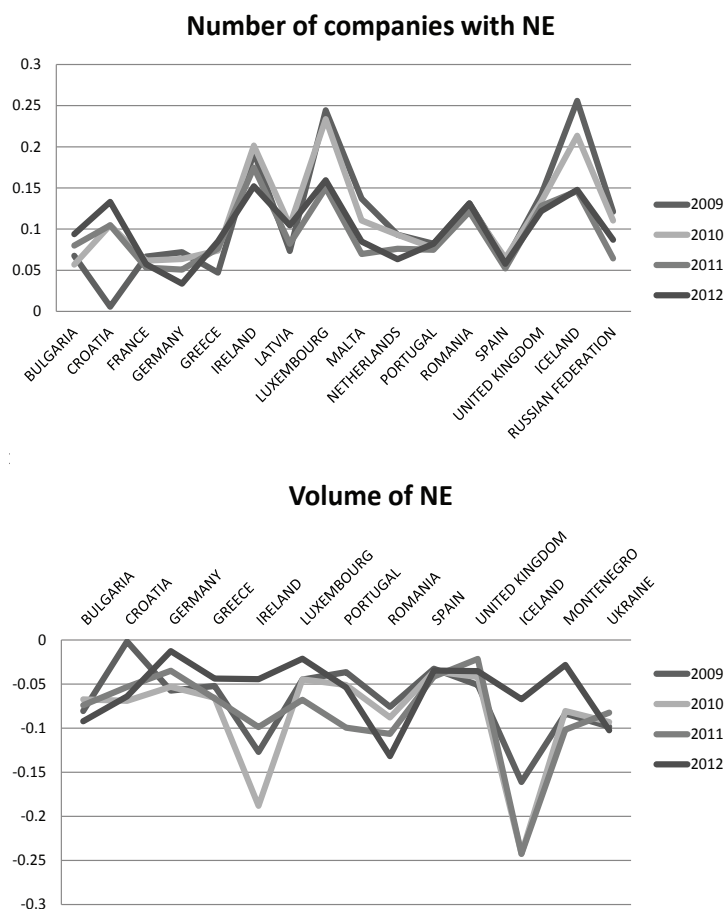 Number of companies with NE
0.3
0.25
0.2
0.15
0.1
0.05
0
BULGARIA
CROATIA
FRANCE
GERMANY
GREECE
IRELAND
LATVIA
LUXEMBOURG
MALTA
NETHERLANDS
PORTUGAL
ROMANIA
SPAIN
UNITED KINGDOM
ICELAND
RUSSIAN FEDERATION
2009
2010
2011
2012
Volume of NE
BULGARIA
CROATIA
GERMANY
GREECE
IRELAND
LUXEMBOURG
PORTUGAL
ROMANIA
SPAIN
UNITED KINGDOM
ICELAND
MONTENEGRO
UKRAINE
0
-0.05
-0.1
-0.15
-0.2
-0.25
-0.3
2009
2010
2011
2012